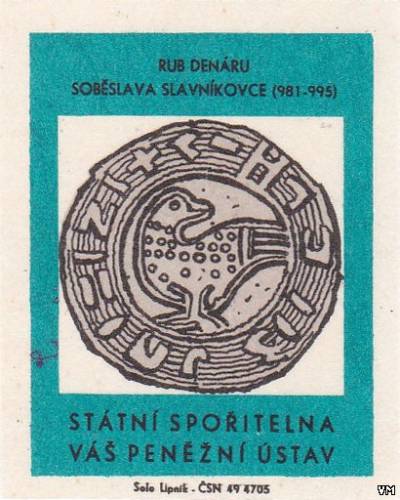 RUB DENÁRU
SOBĚSLAVA SLAVNÍKOVCE (981-995)
STÁTNÍ SPOŘITELNA
VÁŠ PENĚŽNÍ ÚSTAV
Solo Lipník - ČSN 49 4705
VM